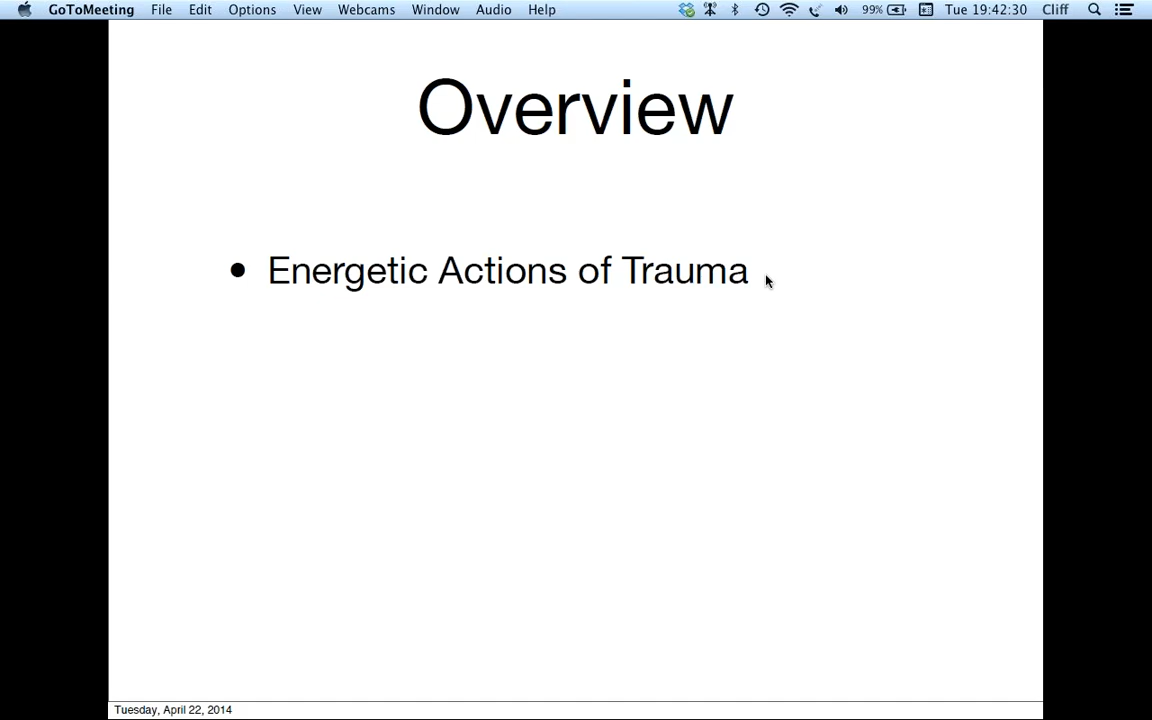 GoToMeeting File Edit Options View Webcams Window Audio Help 99% Tue 19:42:30 Cliff
Overview
• Energetic Actions of Trauma
Tuesday, April 22, 2014